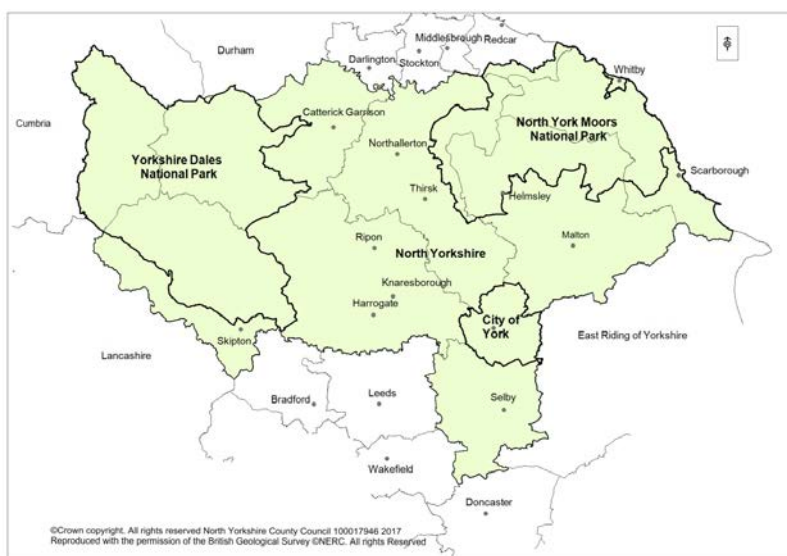 Durham
Middlesbrough
Redcar
Darlington
Stockton
Whitby
Cumbria
Catterick Garrison
North York Moors
National Park
Northallerton
Yorkshire Dales
National Park
Scarborough
Thirsk
Helmsley
Ripon
North Yorkshire
Malton
Knaresborough
Harrogate
City of
York
East Riding of Yorkshire
Skipton
Lancashire
Bradford
Leeds
Selby
Wakefield
Doncaster
©Crown copyright. All rights reserved North Yorkshire County Council 100017946 2017
Reproduced with the permission of the British Geological Survey ©NERC. All rights Reserved